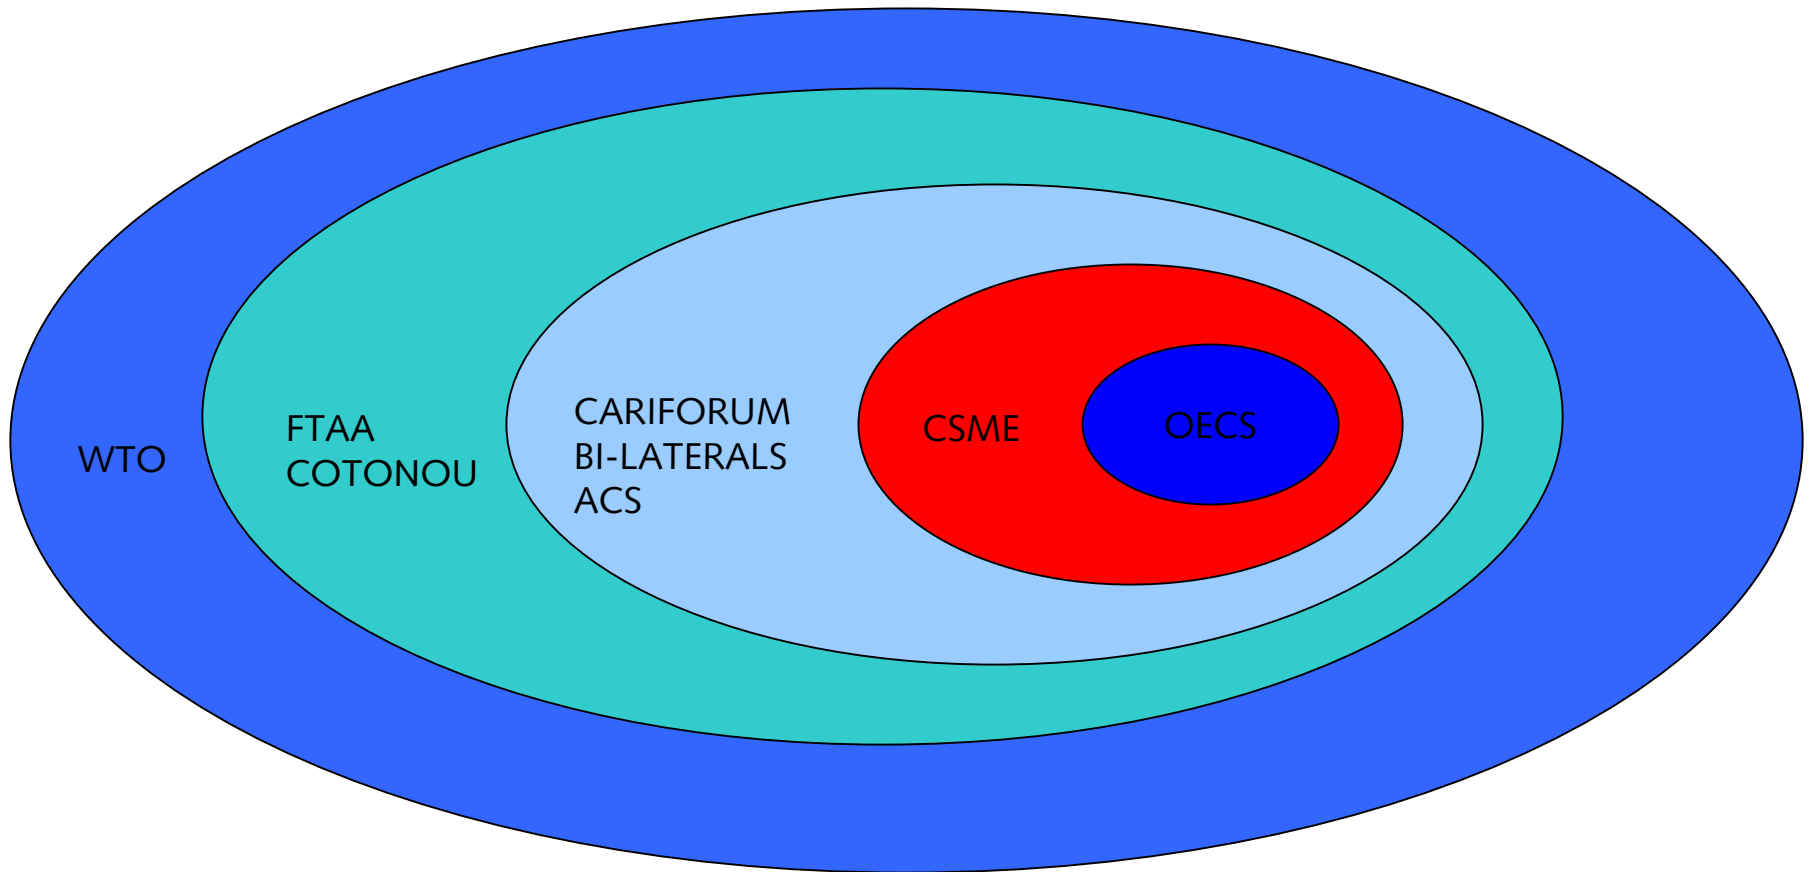 WTO
FTAA
COTONOU
CARIFORUM
BI-LATERALS
ACS
CSME
OECS